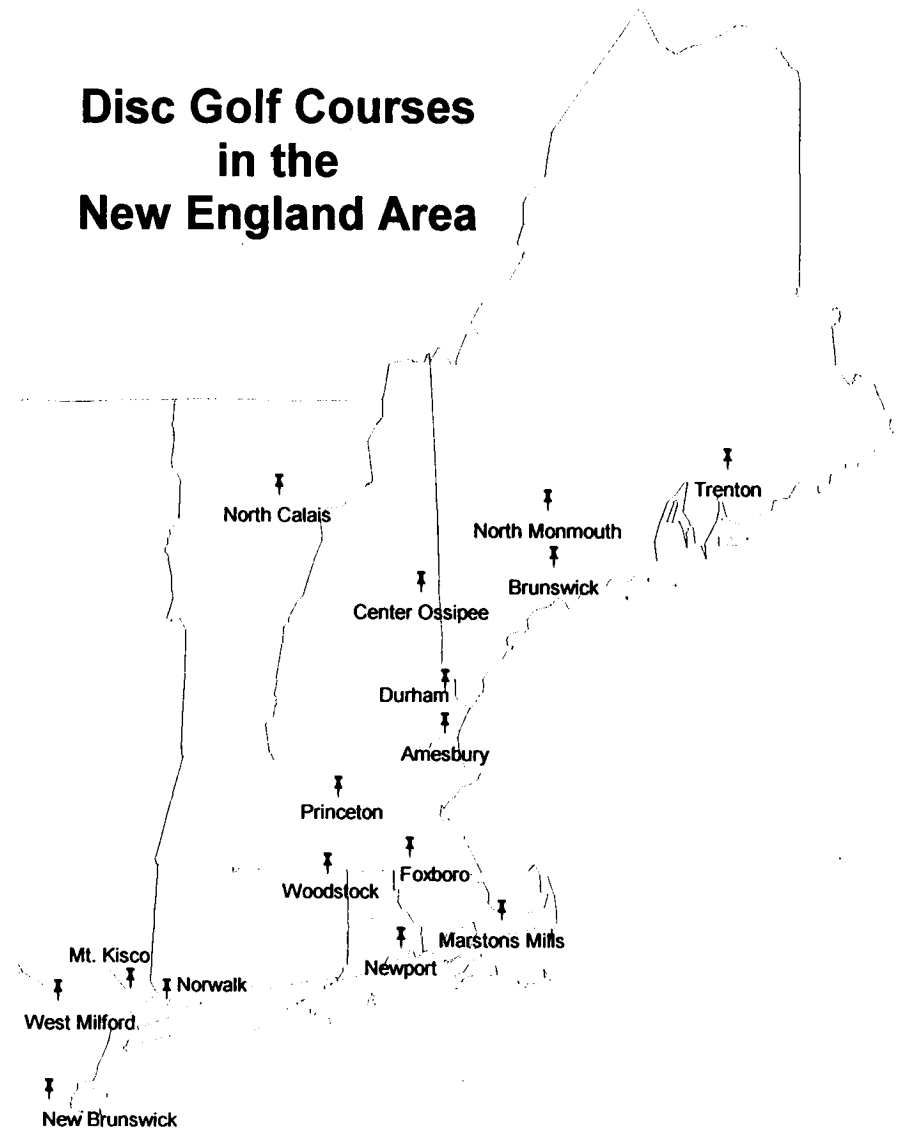 Disc Golf Courses
in the
New England Area
Trenton
North Calais
North Monmouth
Brunswick
Center Ossipee
Durham
Amesbury
Princeton
Foxboro
Woodstock
Marstons Mills
Mt. Kisco
Newport
Norwalk
West Milford
New Brunswick